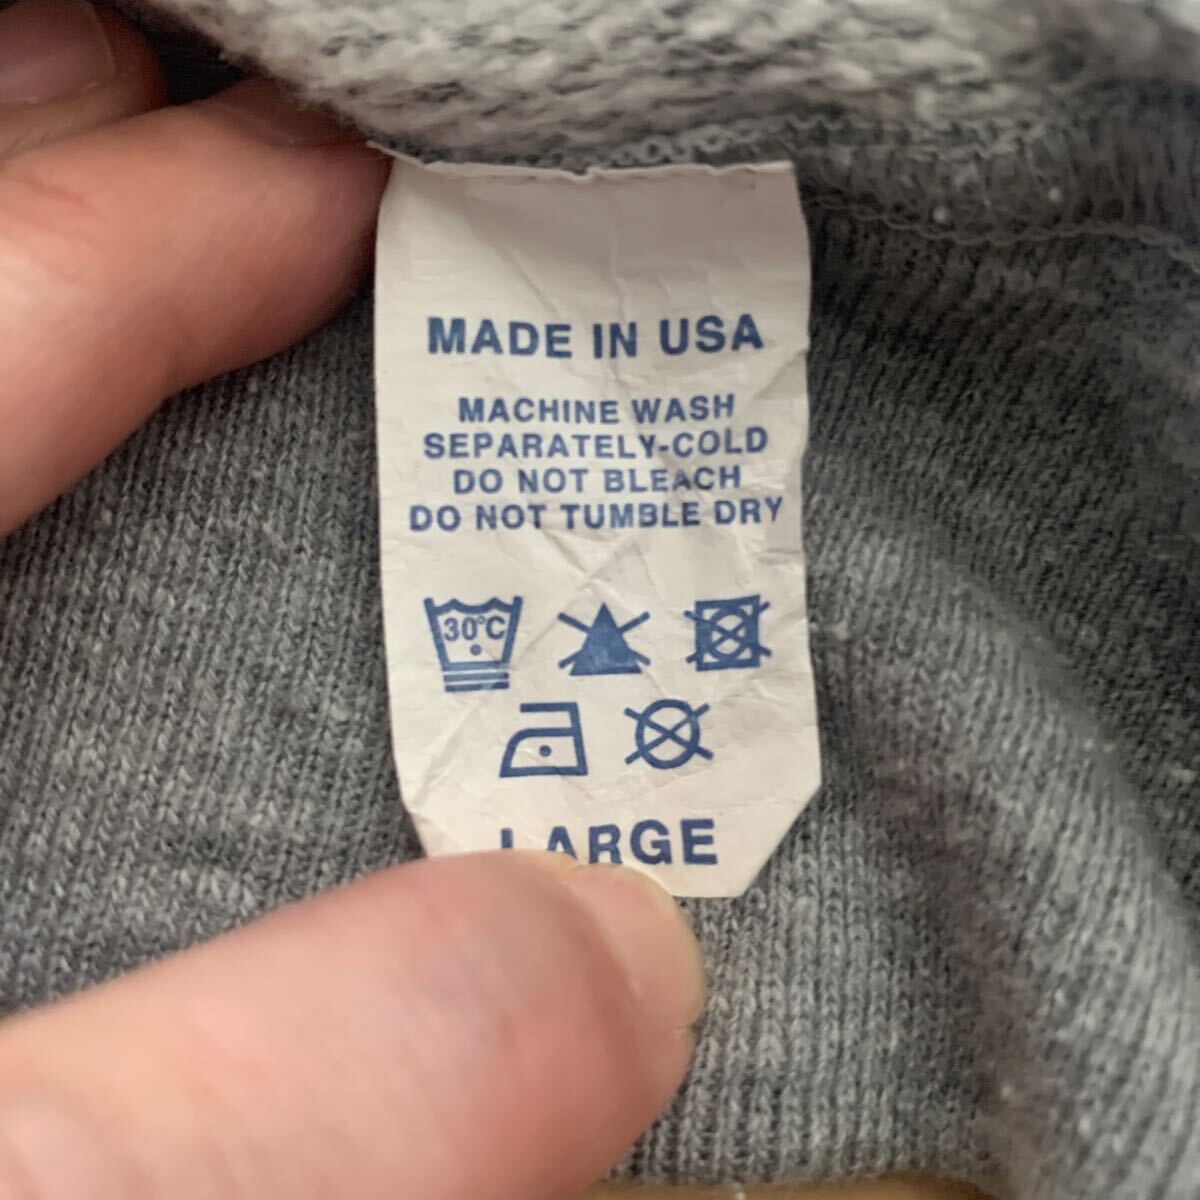 MADE IN USA
MACHINE WASH
SEPARATELY-COLD
DO NOT BLEACH
DO NOT TUMBLE DRY
30°C
LARGE